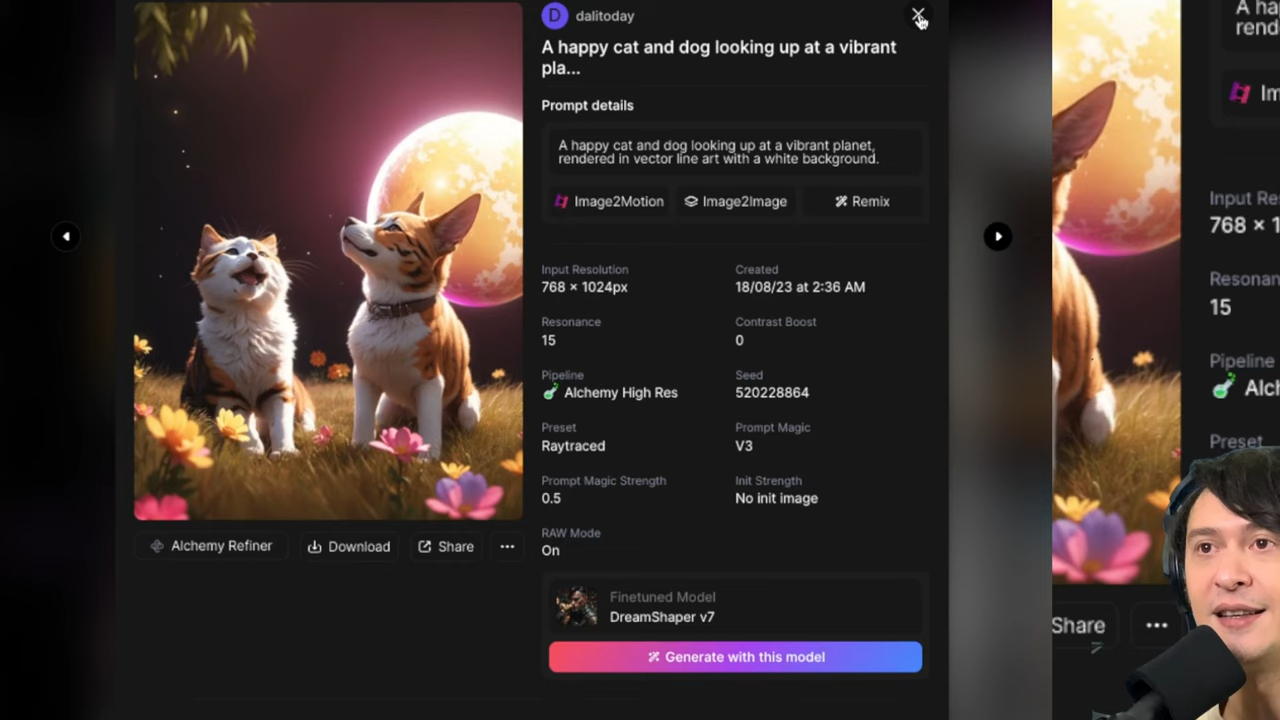 D dalitoday
A happy cat and dog looking up at a vibrant
pla...
Prompt details
A happy cat and dog looking up at a vibrant planet,
rendered in vector line art with a white background.
Image2Motion Image2Image Remix
Input Resolution Created
768 × 1024px 18/08/23 at 2:36 AM
Resonance Contrast Boost
15 0
Pipeline Seed
Alchemy High Res 520228864
Preset Prompt Magic
Raytraced V3
Prompt Magic Strength Init Strength
0.5 No init image
RAW Mode
On
Alchemy Refiner Download Share
Finetuned Model
DreamShaper v7
Generate with this model
A ha
rend
Im
Input Re
768 × 1
Resonan
15
Pipeline
Alch
Preset
Share